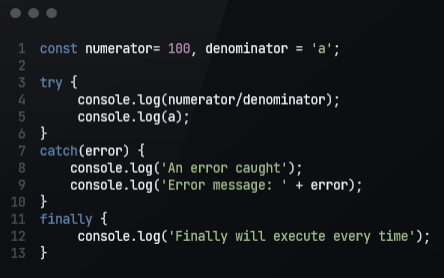 1 const numerator= 100, denominator = 'a';
2
3 try {
4 console.log(numerator/denominator);
5 console.log(a);
6 }
7 catch(error) {
8 console.log('An error caught');
9 console.log('Error message: ' + error);
10 }
11 finally {
12 console.log('Finally will execute every time');
13 }